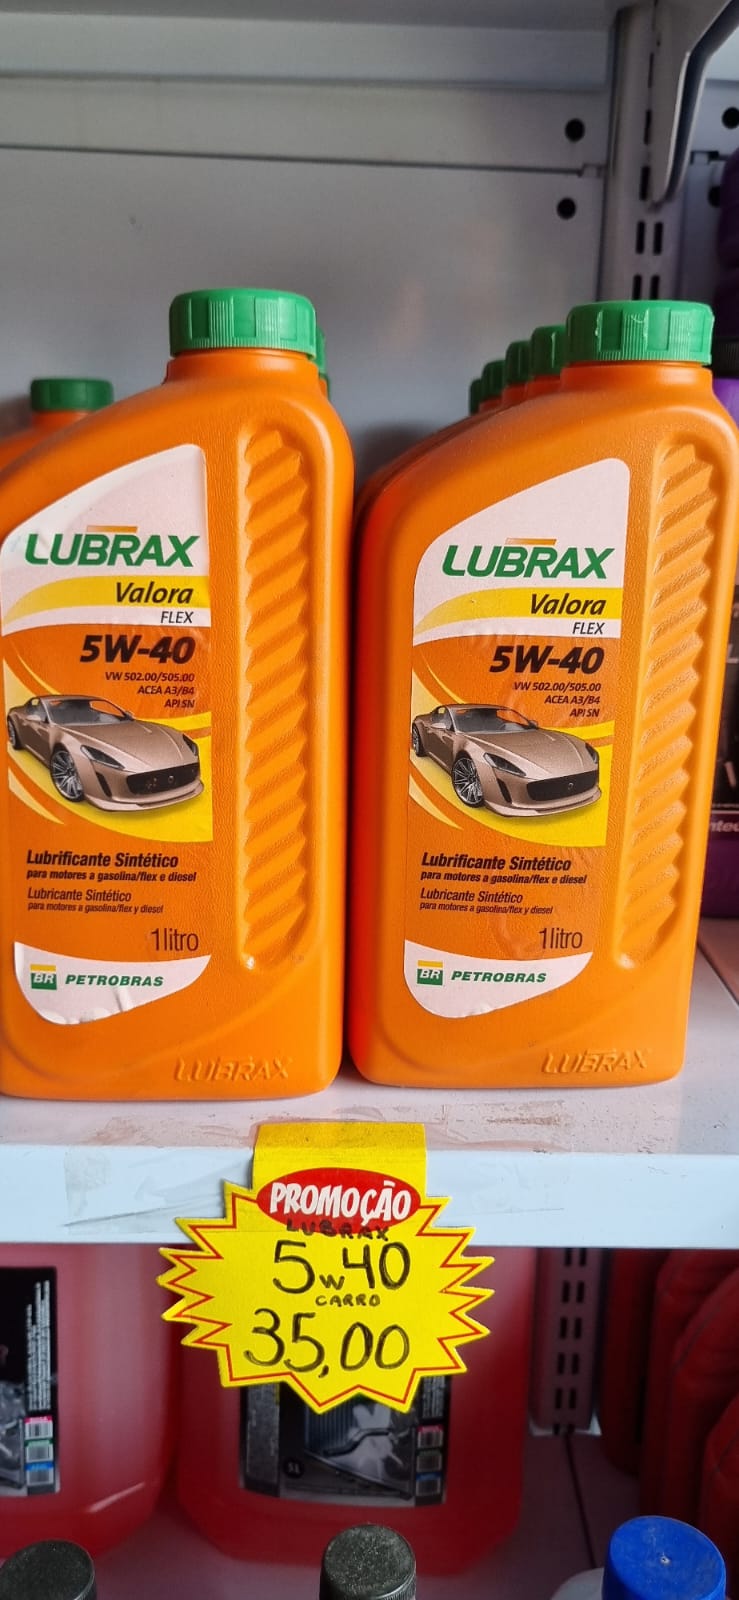 LUBRAX
Valora
FLEX
5W-40
VW 502.00/505.00
ACEA A3/B4
API SN
Lubrificante Sintético
para motores a gasolina/flex e diesel
Lubricante Sintético
para motores a gasolina/flex y diesel
1 litro
BR PETROBRAS
LUBRAX
LUBRAX
Valora
FLEX
5W-40
VW 502.00/505.00
ACEA A3/B4
API SN
Lubrificante Sintético
para motores a gasolina/flex e diesel
Lubricante Sintético
para motores a gasolina/flex y diesel
1 litro
BR PETROBRAS
LUBRAX
PROMOÇÃO
LUBRAX
5W40
CARRO
35,00